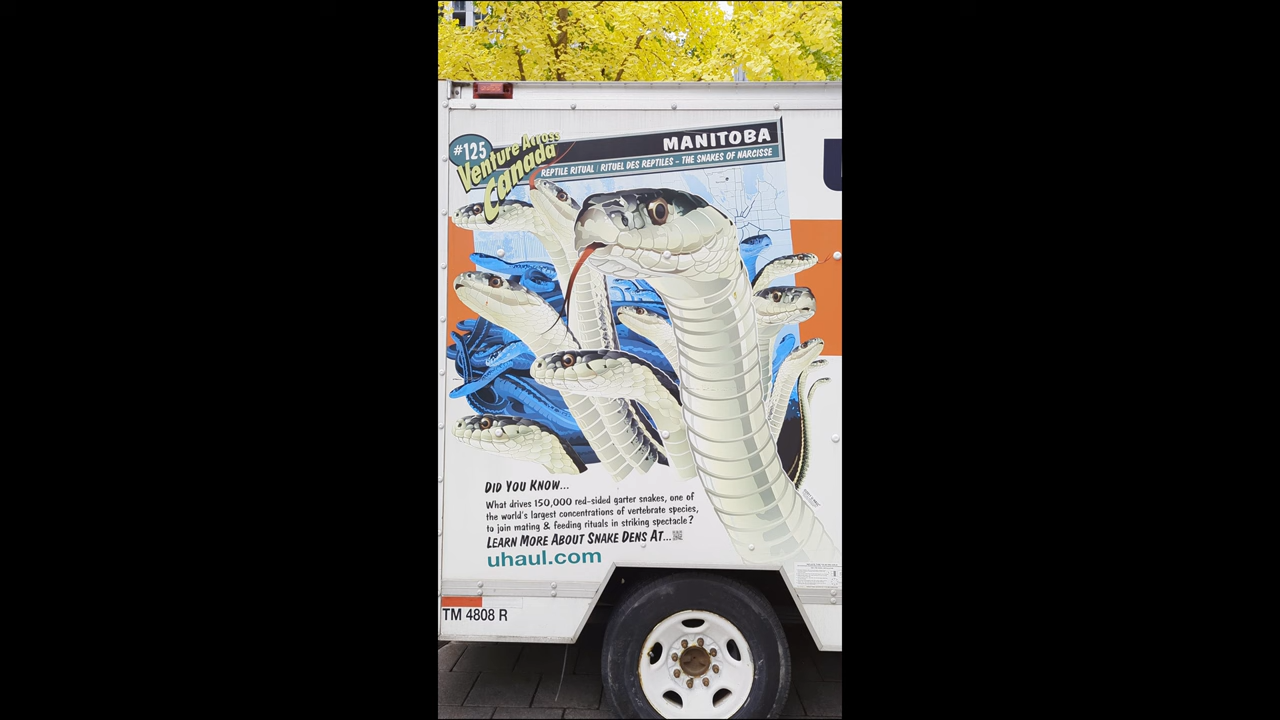 #125
Venture Across
Canada
MANITOBA
REPTILE RITUAL / RITUEL DES REPTILES - THE SNAKES OF NARCISSE
DID YOU KNOW...
What drives 150,000 red-sided garter snakes, one of
the world's largest concentrations of vertebrate species,
to join mating & feeding rituals in striking spectacle?
LEARN MORE ABOUT SNAKE DENS AT...
uhaul.com
TM 4808 R